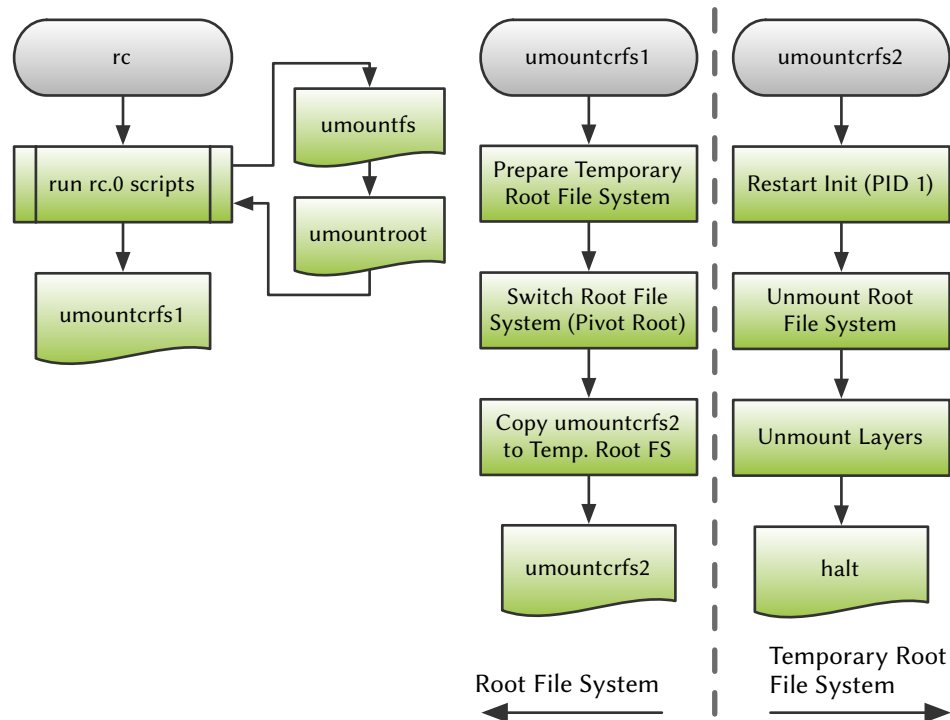 rc
run rc.0 scripts
umountcrfs1
umountfs
umountroot
umountcrfs1
Prepare Temporary
Root File System
Switch Root File
System (Pivot Root)
Copy umountcrfs2
to Temp. Root FS
umountcrfs2
Root File System
umountcrfs2
Restart Init (PID 1)
Unmount Root
File System
Unmount Layers
halt
Temporary Root
File System